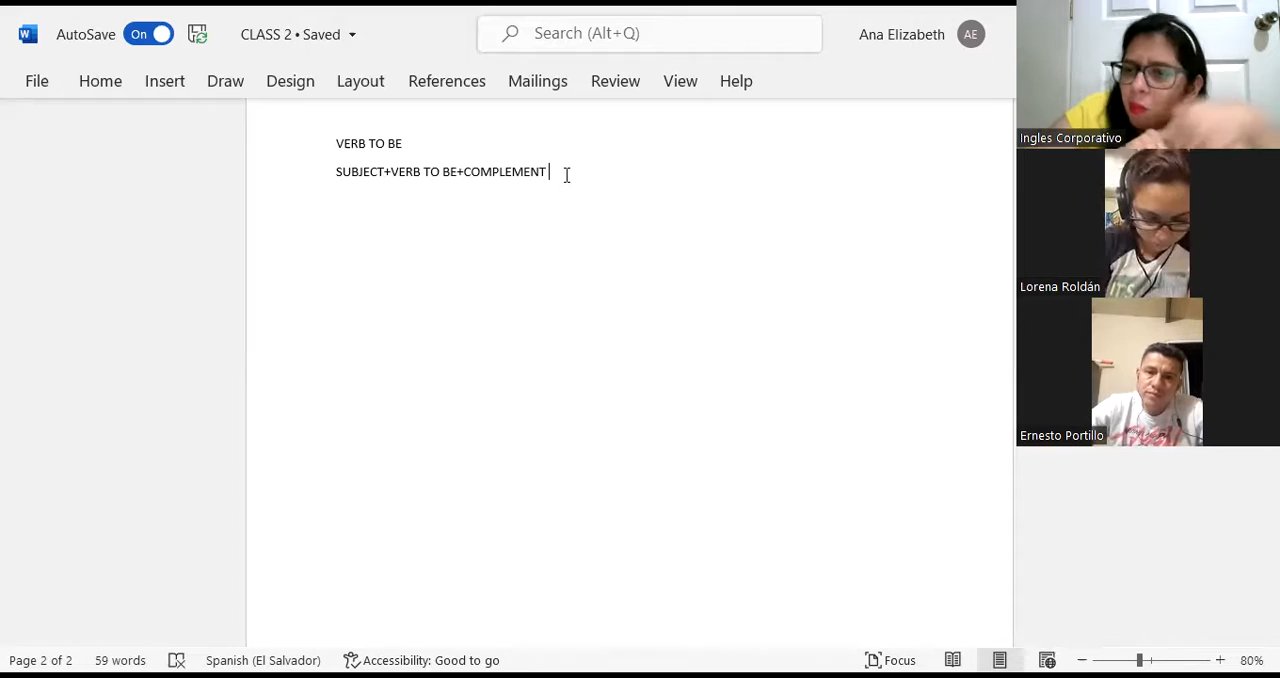 AutoSave On CLASS 2 • Saved Search (Alt+Q) Ana Elizabeth AE
File Home Insert Draw Design Layout References Mailings Review View Help
VERB TO BE
SUBJECT+VERB TO BE+COMPLEMENT
Ingles Corporativo
Lorena Roldán
Ernesto Portillo
Page 2 of 2 59 words Spanish (El Salvador) Accessibility: Good to go Focus 80%